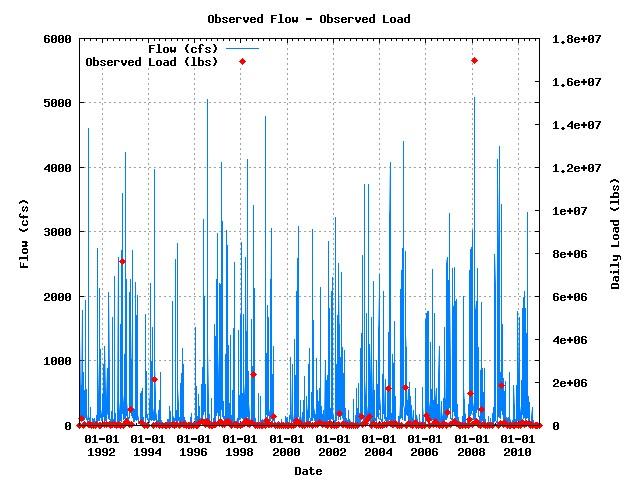 Observed Flow - Observed Load
Flow (cfs)
Observed Load (lbs)
6000
5000
4000
3000
2000
1000
0
1.8e+07
1.6e+07
1.4e+07
1.2e+07
1e+07
8e+06
6e+06
4e+06
2e+06
0
Flow (cfs)
Daily Load (lbs)
01-01 01-01 01-01 01-01 01-01 01-01 01-01 01-01 01-01 01-01
1992 1994 1996 1998 2000 2002 2004 2006 2008 2010
Date